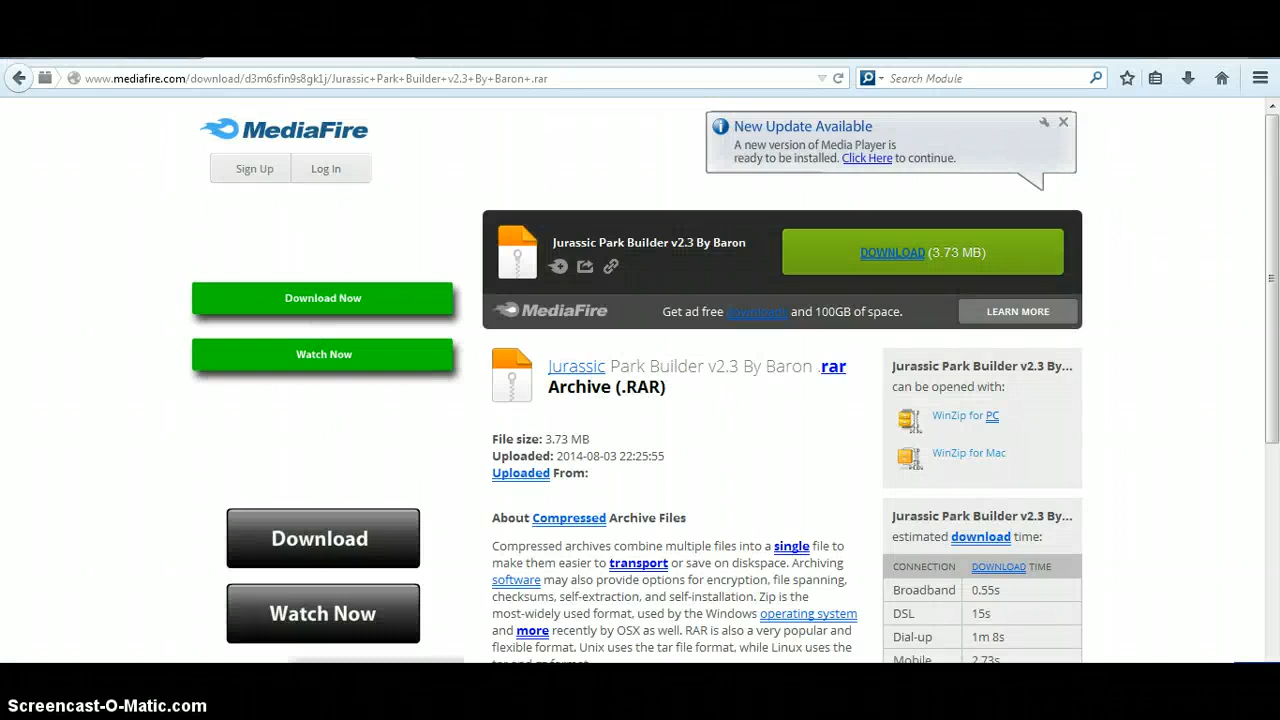 www.mediafire.com/download/d3m6sfin9s8gk1j/Jurassic+Park+Builder+v2.3+By+Baron+.rar
Search Module
MediaFire
Sign Up
Log In
New Update Available
A new version of Media Player is
ready to be installed. Click Here to continue.
Jurassic Park Builder v2.3 By Baron
DOWNLOAD (3.73 MB)
MediaFire
Get ad free downloads and 100GB of space.
LEARN MORE
Download Now
Watch Now
Download
Watch Now
Jurassic Park Builder v2.3 By Baron .rar
Archive (.RAR)
File size: 3.73 MB
Uploaded: 2014-08-03 22:25:55
Uploaded From:
About Compressed Archive Files
Compressed archives combine multiple files into a single file to
make them easier to transport or save on diskspace. Archiving
software may also provide options for encryption, file spanning,
checksums, self-extraction, and self-installation. Zip is the
most-widely used format, used by the Windows operating system
and more recently by OSX as well. RAR is also a very popular and
flexible format. Unix uses the tar file format, while Linux uses the
Jurassic Park Builder v2.3 By...
can be opened with:
WinZip for PC
WinZip for Mac
Jurassic Park Builder v2.3 By...
estimated download time:
CONNECTION DOWNLOAD TIME
Broadband 0.55s
DSL 15s
Dial-up 1m 8s
Mobile 2.73s
Screencast-O-Matic.com